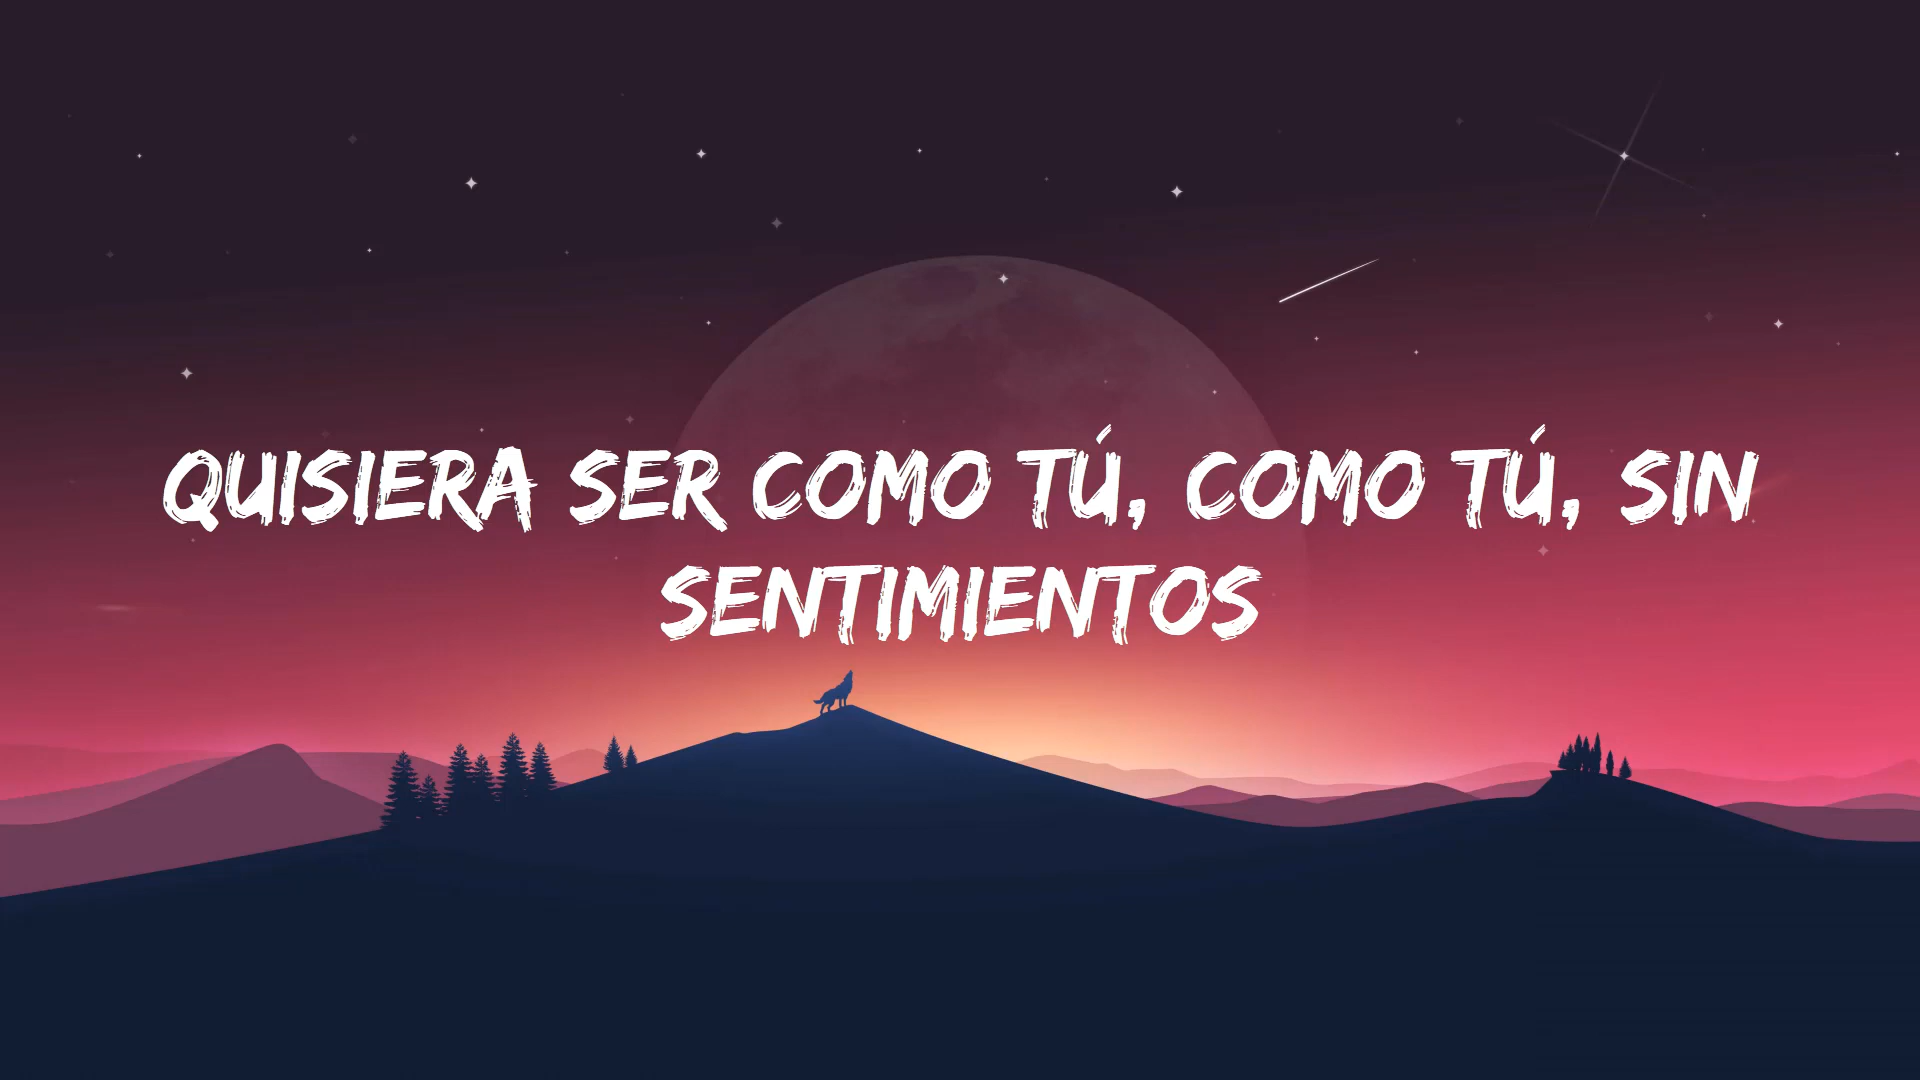 QUISIERA SER COMO TÚ, COMO TÚ, SIN
SENTIMIENTOS